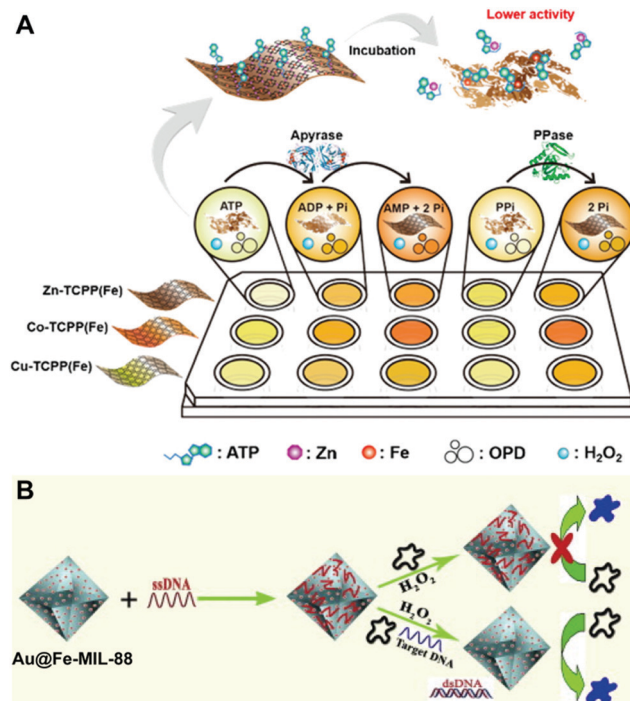 A
Lower activity
Incubation
Apyrase
PPase
ATP
ADP + Pi
AMP + 2 Pi
PPi
2 Pi
Zn-TCPP(Fe)
Co-TCPP(Fe)
Cu-TCPP(Fe)
: ATP : Zn : Fe : OPD : H₂O₂
B
ssDNA
+
H₂O₂
H₂O₂
Target DNA
Au@Fe-MIL-88
dsDNA